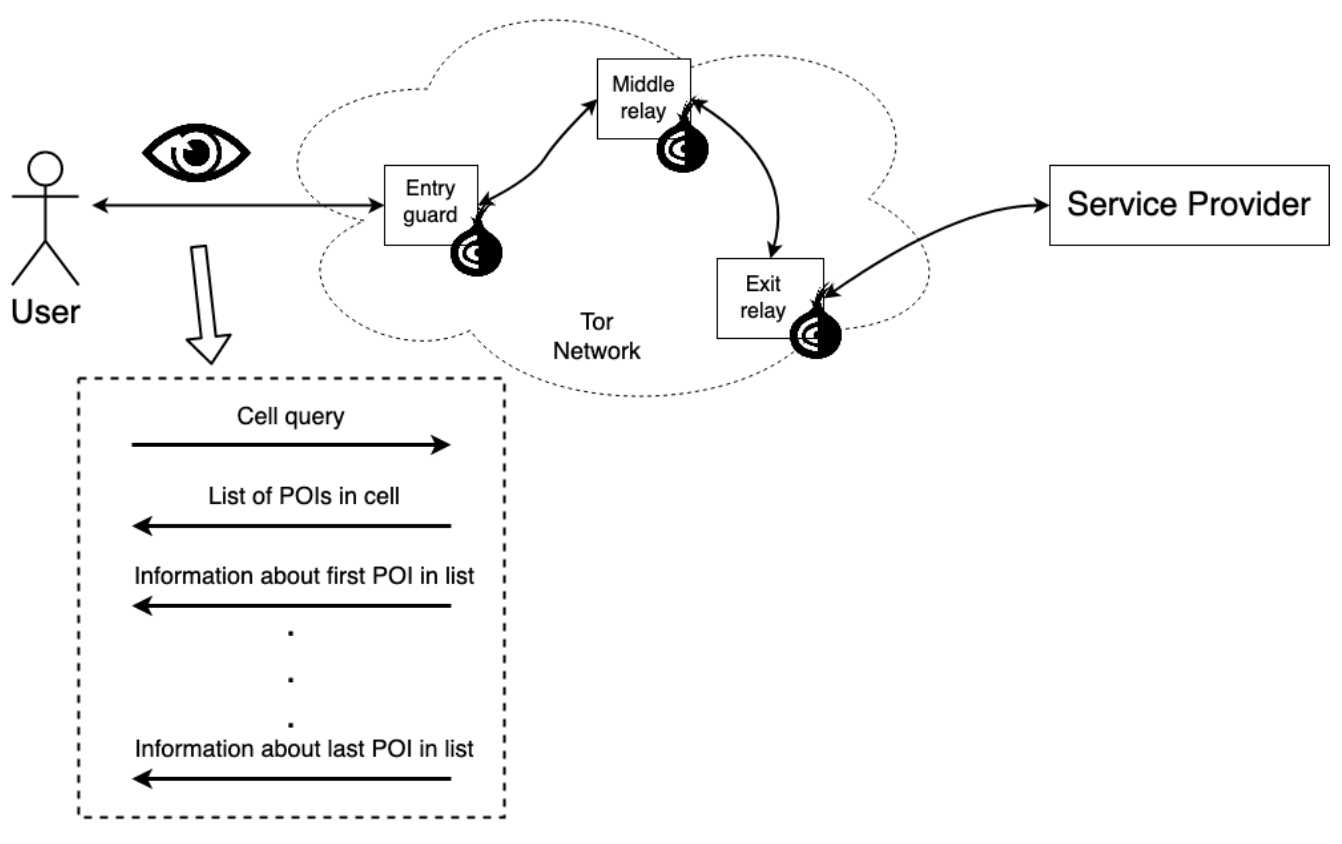 Middle
relay
Entry
guard
Service Provider
User
Exit
relay
Tor
Network
Cell query
List of POIs in cell
Information about first POI in list
.
.
.
Information about last POI in list